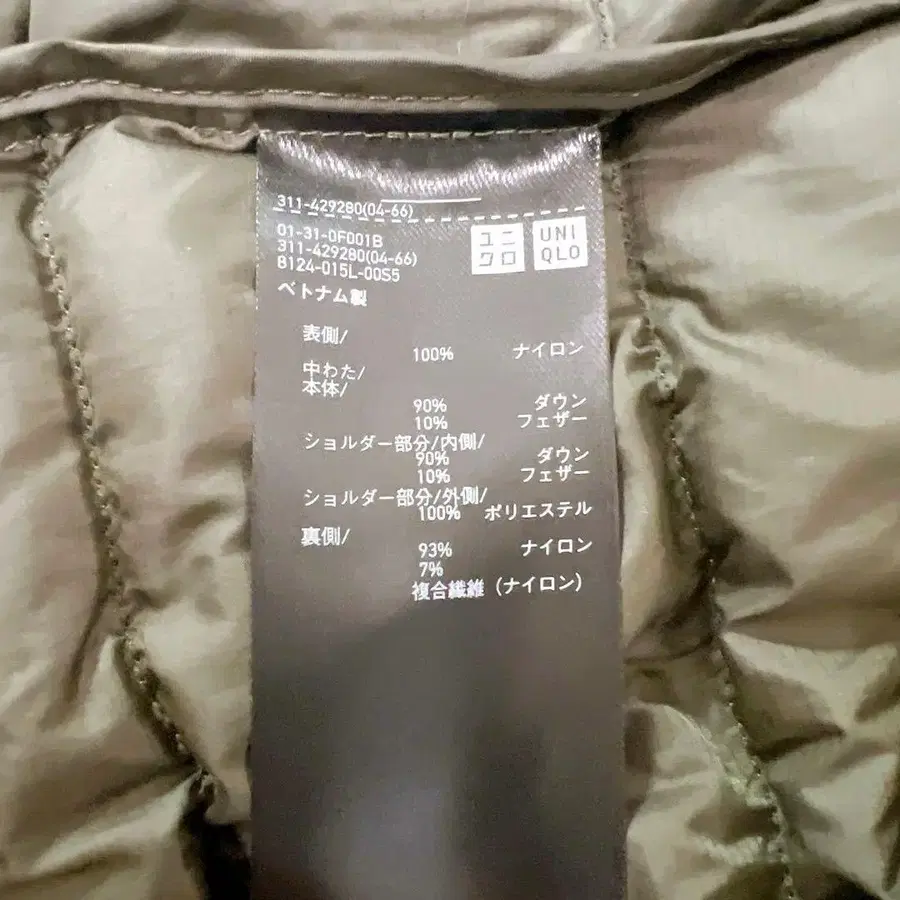 311-429280(04-66)
01-31-0F001B
311-429280(04-66)
8124-015L-00S5
ユニクロ
UNIQLO
ベトナム製
表側/
100% ナイロン
中わた/
本体/
90% ダウン
10% フェザー
ショルダー部分/内側/
90% ダウン
10% フェザー
ショルダー部分/外側/
100% ポリエステル
裏側/
93% ナイロン
7%
複合繊維（ナイロン）